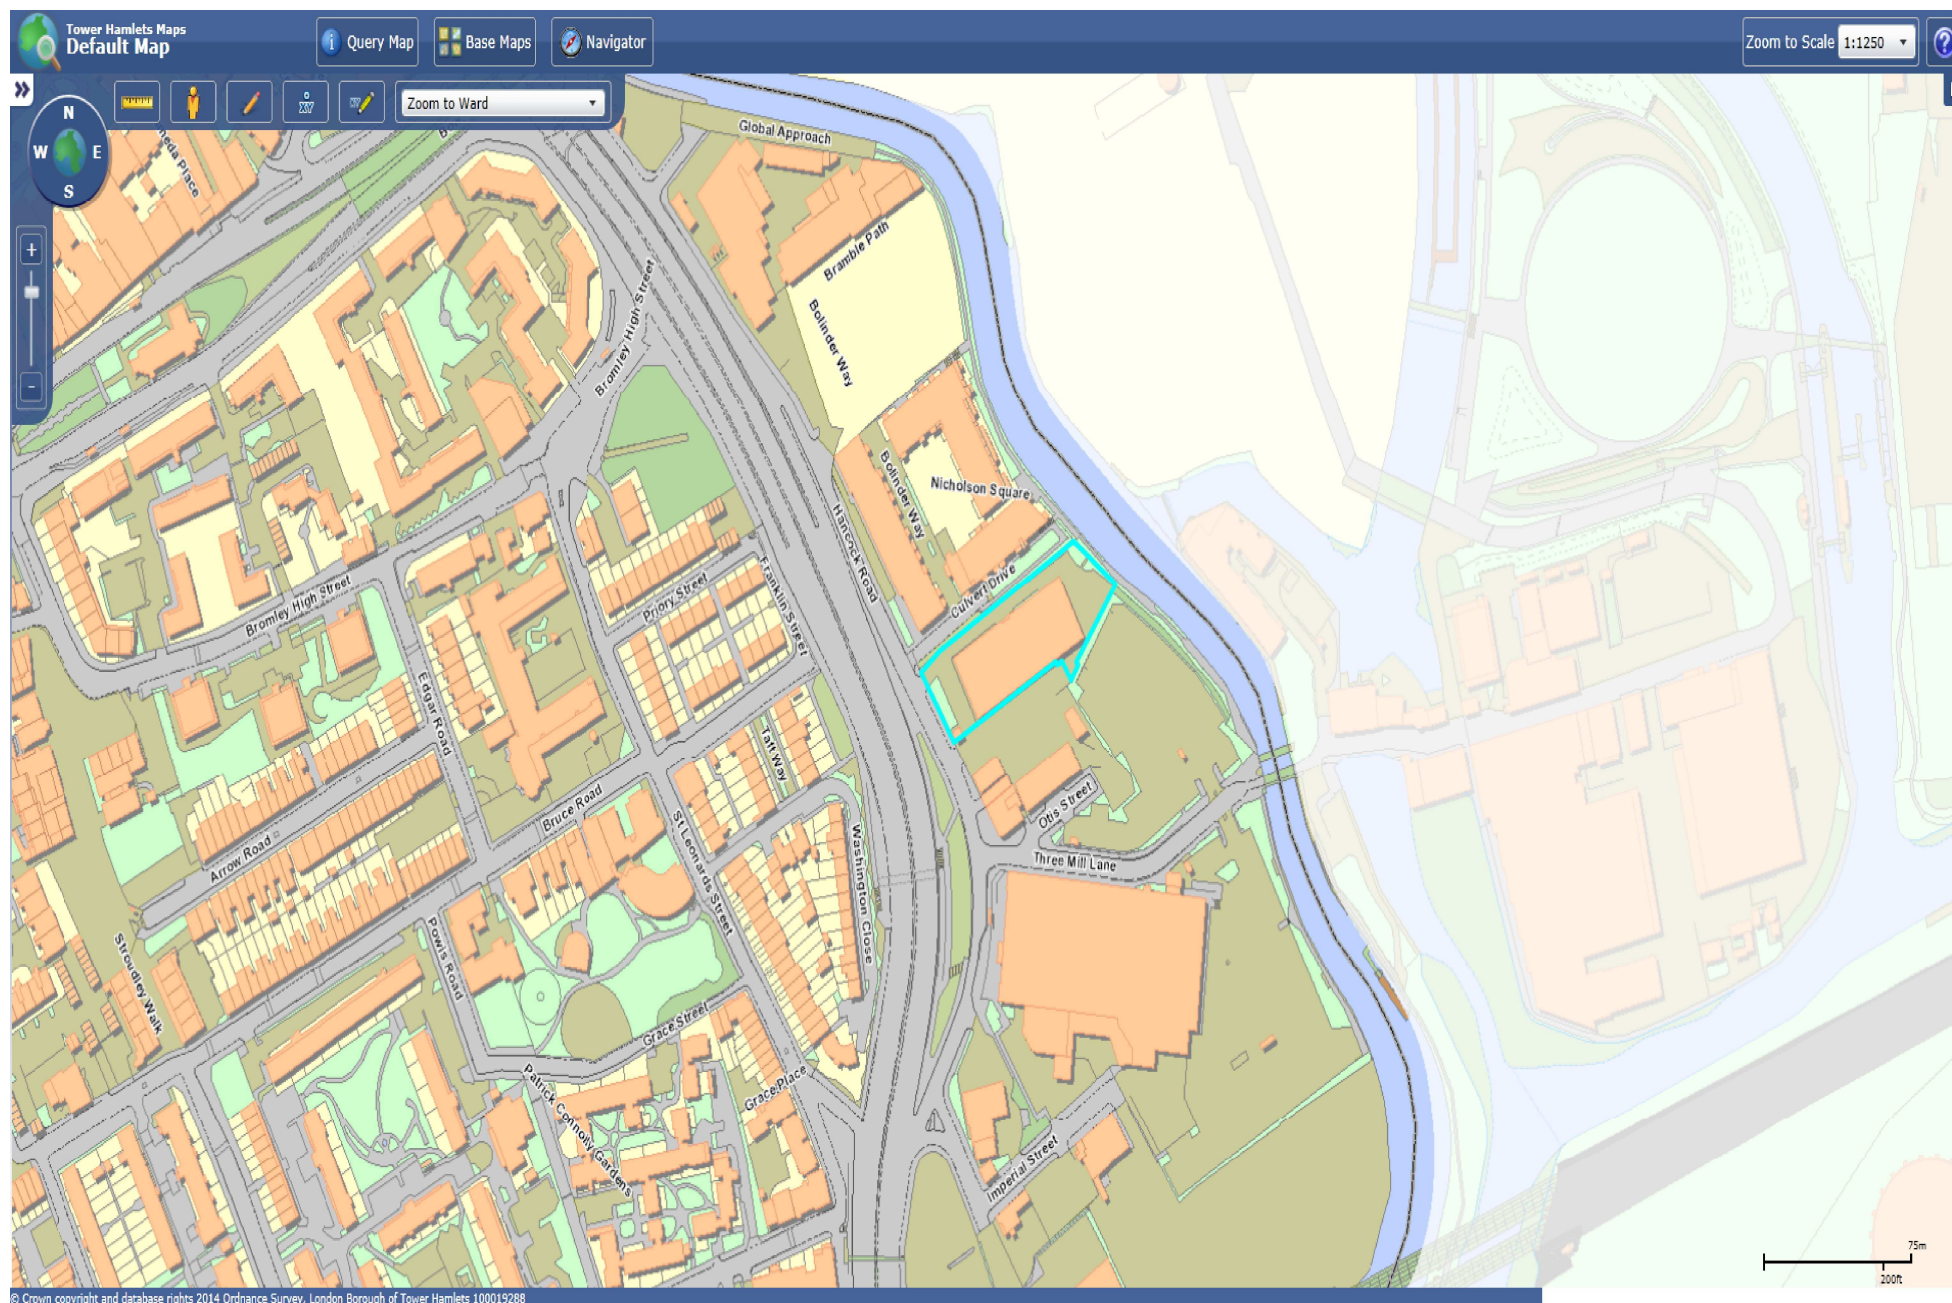 Tower Hamlets Maps
Default Map
Query Map
Base Maps
Navigator
Zoom to Scale 1:1250
Zoom to Ward
N
W E
S
Global Approach
Bramble Path
Bolinder Way
Bromley High Street
Bolinder Way
Nicholson Square
Hancock Road
Culvert Drive
Franklin Street
Priory Street
Bromley High Street
Edgar Road
Taft Way
Bruce Road
Otis Street
St Leonards Street
Washington Close
Arrow Road
Three Mill Lane
Stroudley Walk
Powis Road
Grace Street
Grace Place
Patrick Connolly Gardens
Imperial Street
75m
200ft
© Crown copyright and database rights 2014 Ordnance Survey, London Borough of Tower Hamlets 100019288